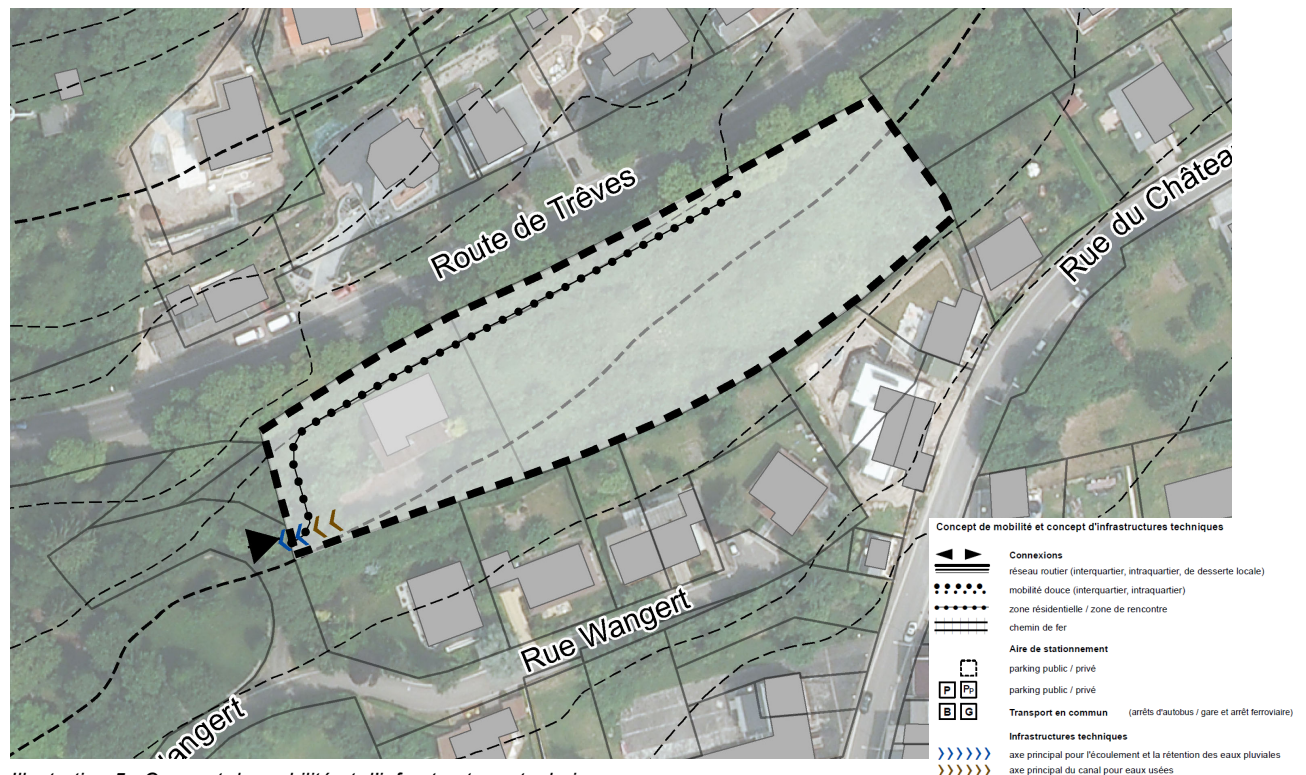 Route de Trêves
Rue du Châtea
Rue Wangert
Concept de mobilité et concept d'infrastructures techniques
Connexions
réseau routier (interquartier, intraquartier, de desserte locale)
mobilité douce (interquartier, intraquartier)
zone résidentielle / zone de rencontre
chemin de fer
Aire de stationnement
parking public / privé
P Pp parking public / privé
B G Transport en commun (arrêts d'autobus / gare et arrêt ferroviaire)
Infrastructures techniques
axe principal pour l'écoulement et la rétention des eaux pluviales
axe principal du canal pour eaux usées